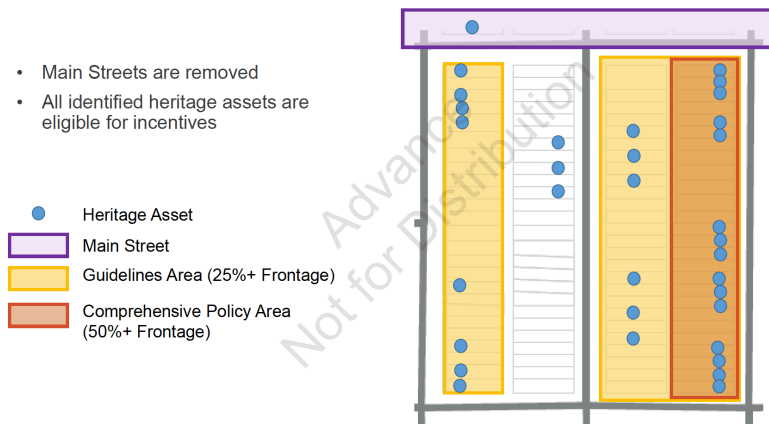 • Main Streets are removed
• All identified heritage assets are
eligible for incentives
Heritage Asset
Main Street
Guidelines Area (25%+ Frontage)
Comprehensive Policy Area
(50%+ Frontage)
Advance
Not for Distribution